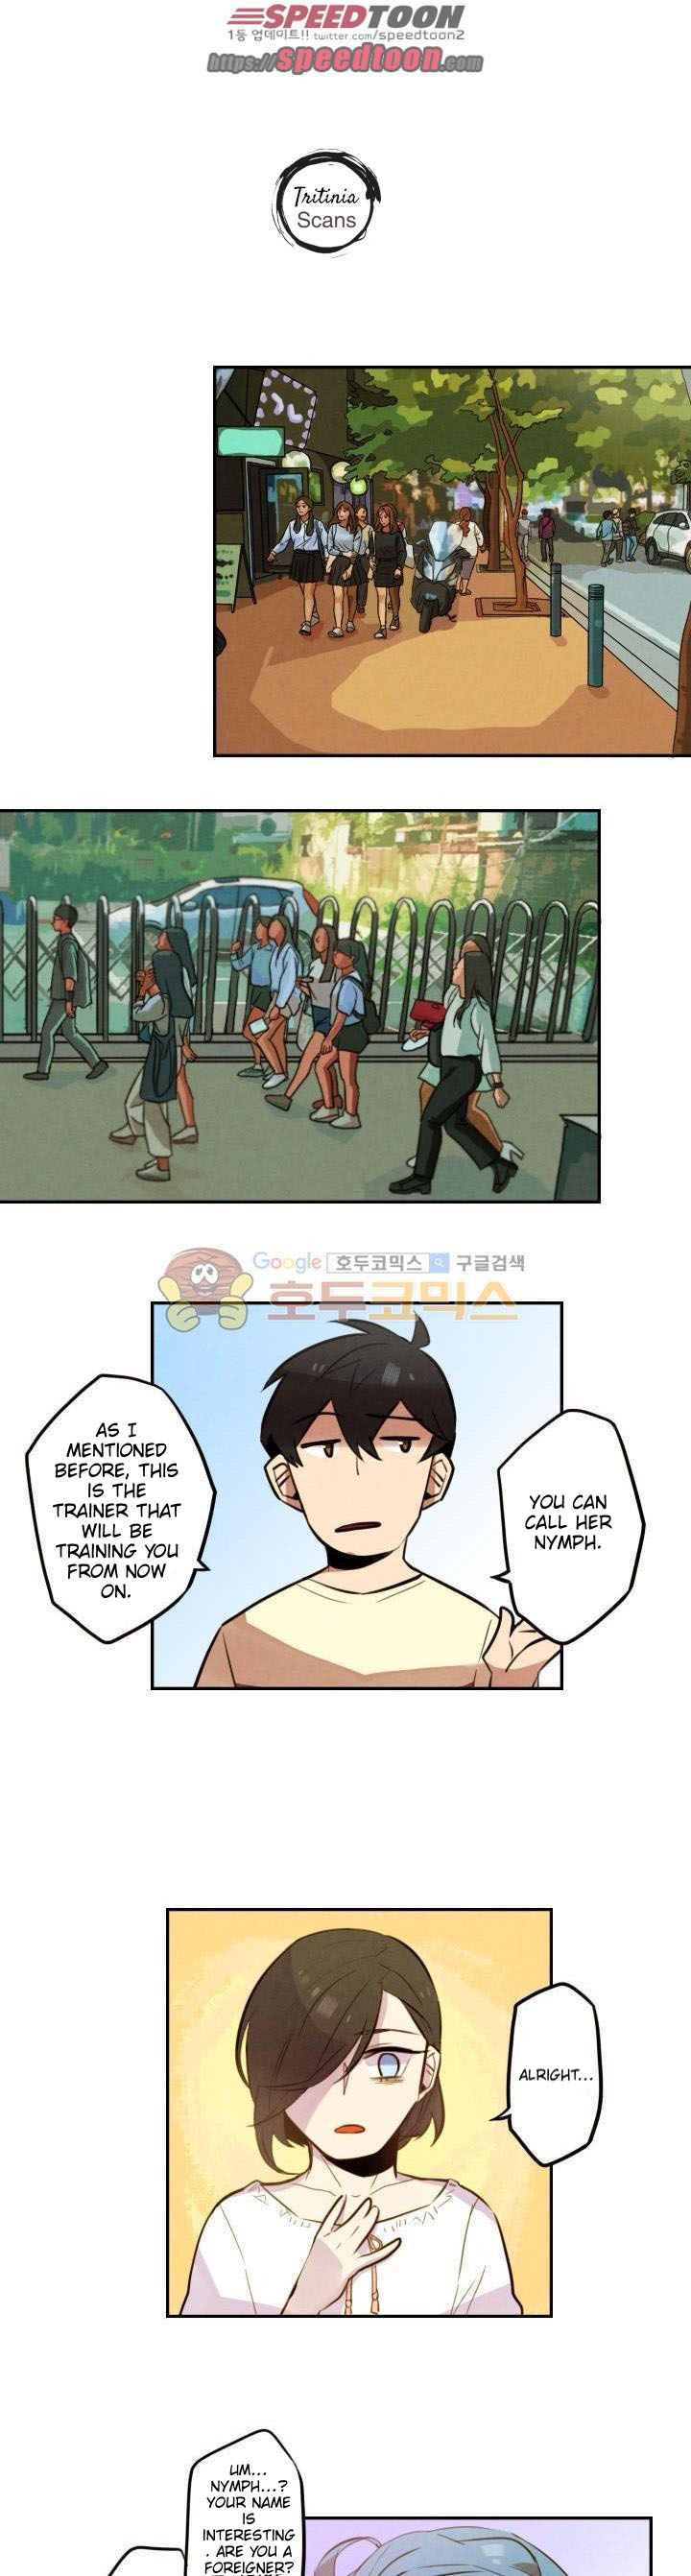 SPEEDTOON
1등 업데이트!! twitter.com/speedtoon2
https://speedtoon.com
Tritinia
Scans
Google 호두코믹스 구글검색
호두코믹스
AS I
MENTIONED
BEFORE, THIS
IS THE
TRAINER THAT
WILL BE
TRAINING YOU
FROM NOW
ON.
YOU CAN
CALL HER
NYMPH.
ALRIGHT...
UM...
NYMPH...?
YOUR NAME
IS
INTERESTING
. ARE YOU A
FOREIGNER?